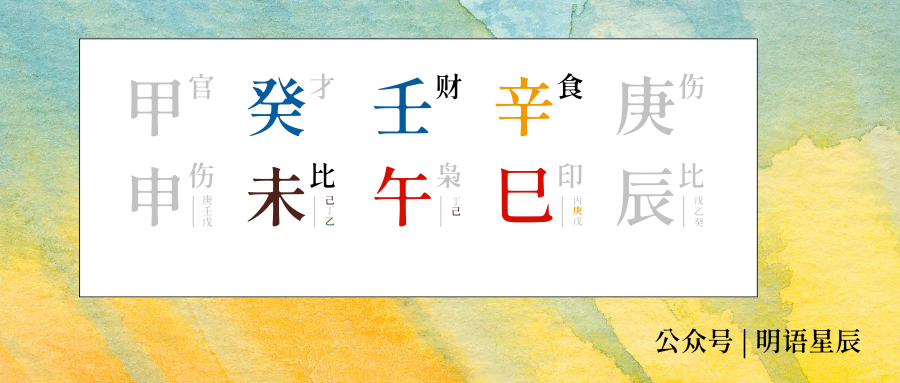 甲官 癸才 壬财 辛食 庚伤
申伤 庚壬戊 未比 己丁乙 午枭 丁己 巳印 丙庚戊 辰比 戊乙癸
公众号 | 明语星辰